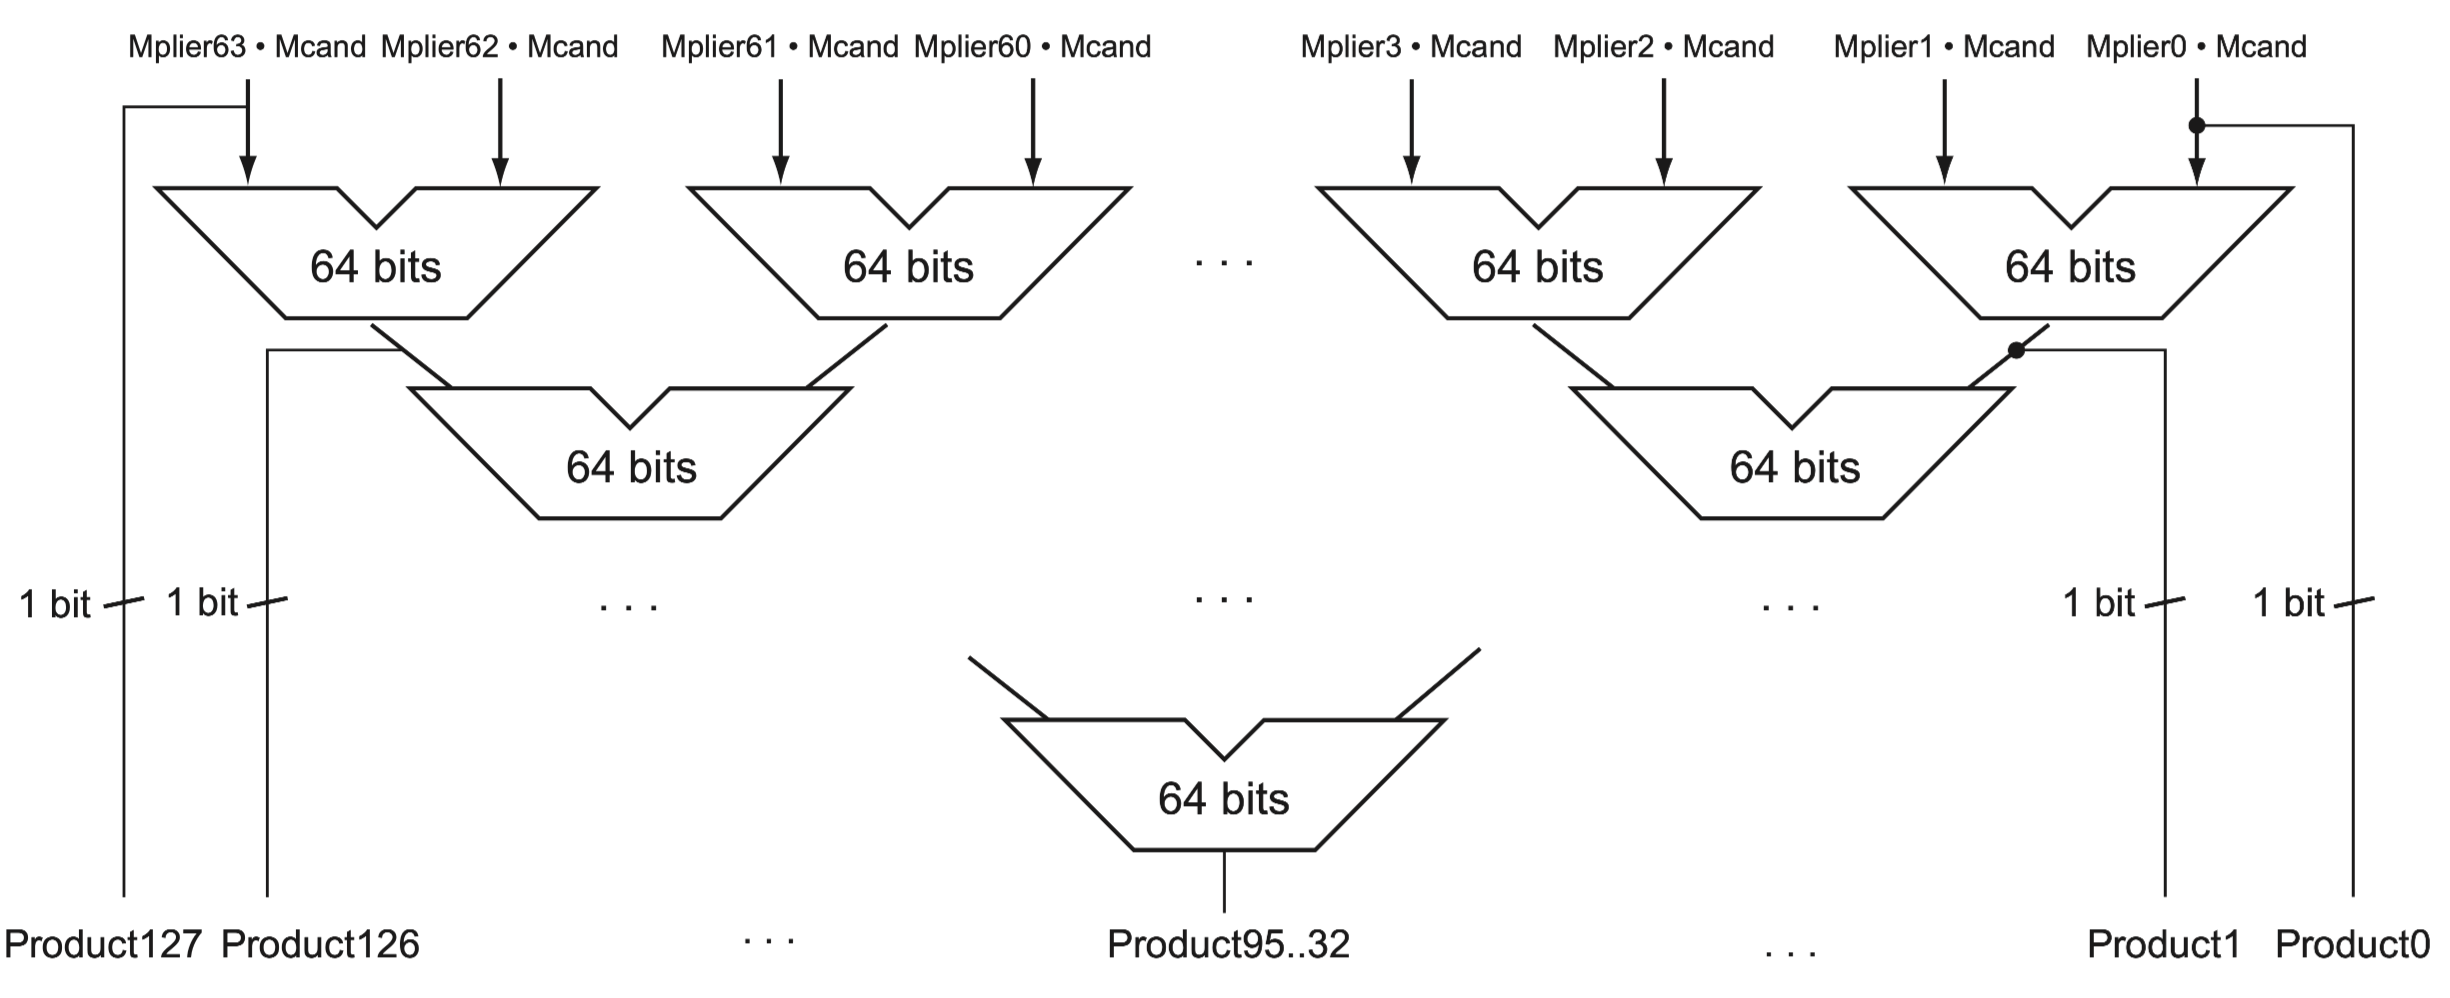 Mplier63 • Mcand Mplier62 • Mcand Mplier61 • Mcand Mplier60 • Mcand Mplier3 • Mcand Mplier2 • Mcand Mplier1 • Mcand Mplier0 • Mcand
64 bits 64 bits . . . 64 bits 64 bits
64 bits 64 bits
1 bit 1 bit . . . . . . . . . 1 bit 1 bit
64 bits
Product127 Product126 . . . Product95..32 . . . Product1 Product0